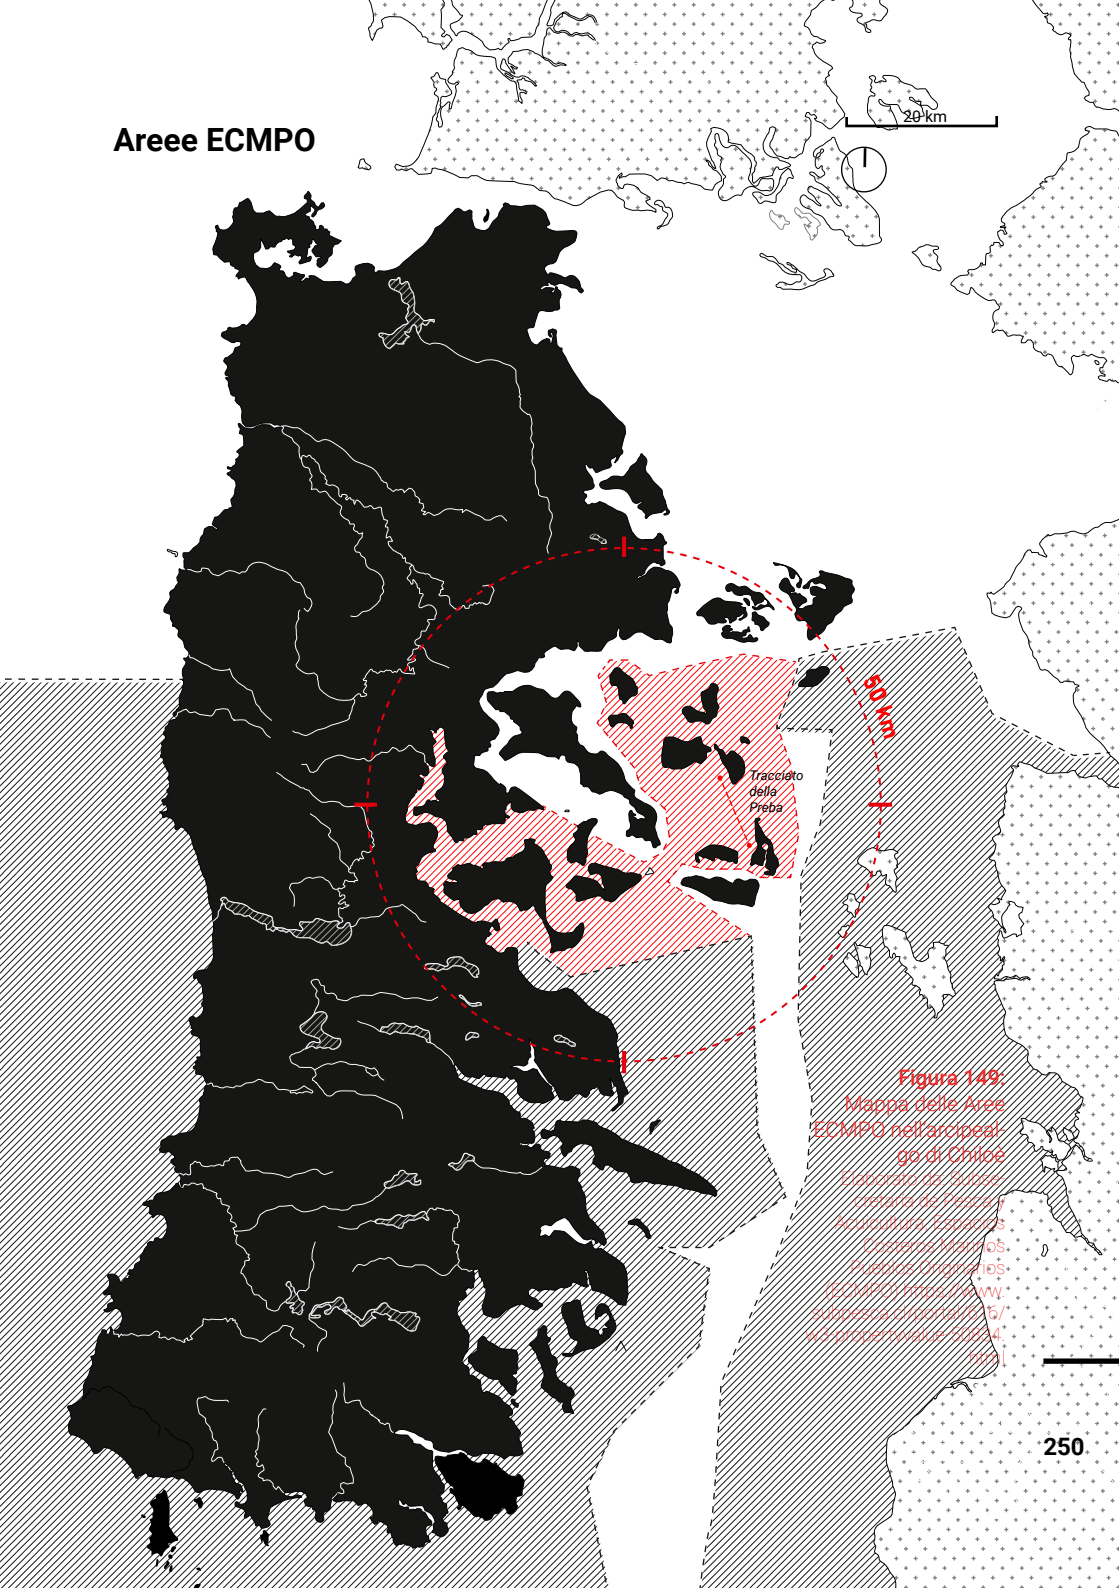 Areee ECMPO
20 km
50 km
Tracciato
della
Preba
Figura 149:
Mappa delle Aree
ECMPO nell'arcipeal-
go di Chiloé
Elaborato da: Subse-
cretaria de Pesca y
Acuicultura, Espacios
Costeros Marinos
Pueblos Originarios
(ECMPO) https://www.
subpesca.cl/portal/616/
w3-propertyvalue-50834.
html
250